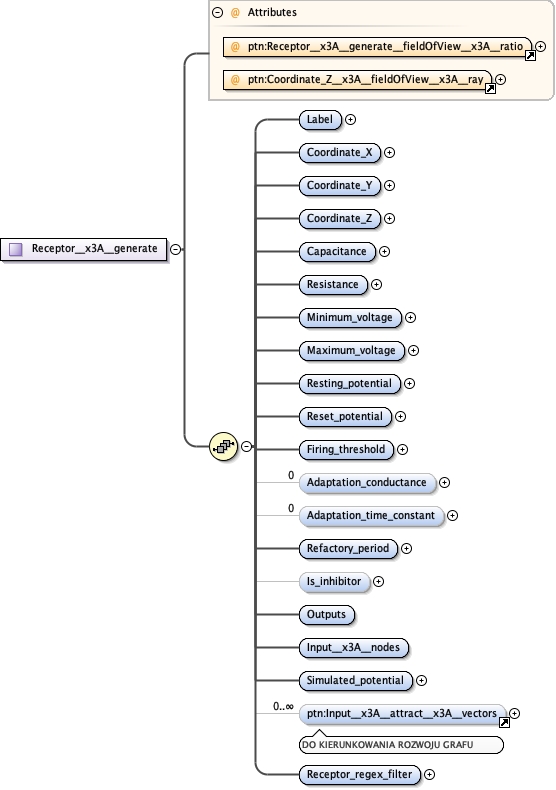 Attributes
@ ptn:Receptor__x3A__generate__fieldOfView__x3A__ratio
@ ptn:Coordinate_Z__x3A__fieldOfView__x3A__ray
Label
Coordinate_X
Coordinate_Y
Coordinate_Z
Receptor__x3A__generate
Capacitance
Resistance
Minimum_voltage
Maximum_voltage
Resting_potential
Reset_potential
Firing_threshold
0 Adaptation_conductance
0 Adaptation_time_constant
Refactory_period
Is_inhibitor
Outputs
Input__x3A__nodes
Simulated_potential
0..∞ ptn:Input__x3A__attract__x3A__vectors
DO KIERUNKOWANIA ROZWOJU GRAFU
Receptor_regex_filter